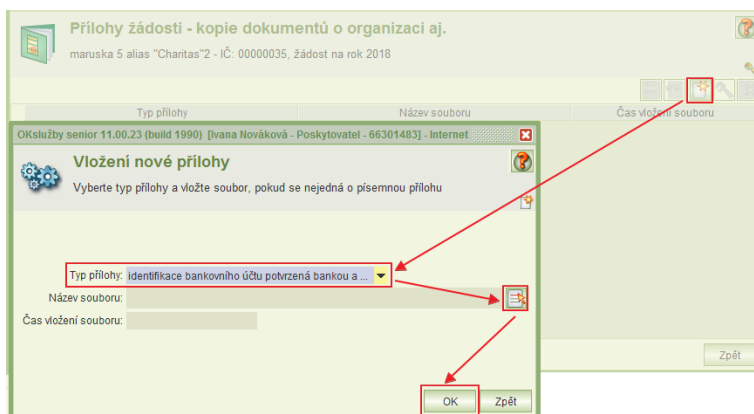 Přílohy žádosti - kopie dokumentů o organizaci aj.
maruska 5 alias "Charitas"2 - IČ: 00000035, žádost na rok 2018
Typ přílohy
Název souboru
Čas vložení souboru
OKslužby senior 11.00.23 (build 1990) [Ivana Nováková - Poskytovatel - 66301483] - Internet
Vložení nové přílohy
Vyberte typ přílohy a vložte soubor, pokud se nejedná o písemnou přílohu
Typ přílohy: identifikace bankovního účtu potvrzená bankou a ...
Název souboru:
Čas vložení souboru:
Zpět
OK
Zpět